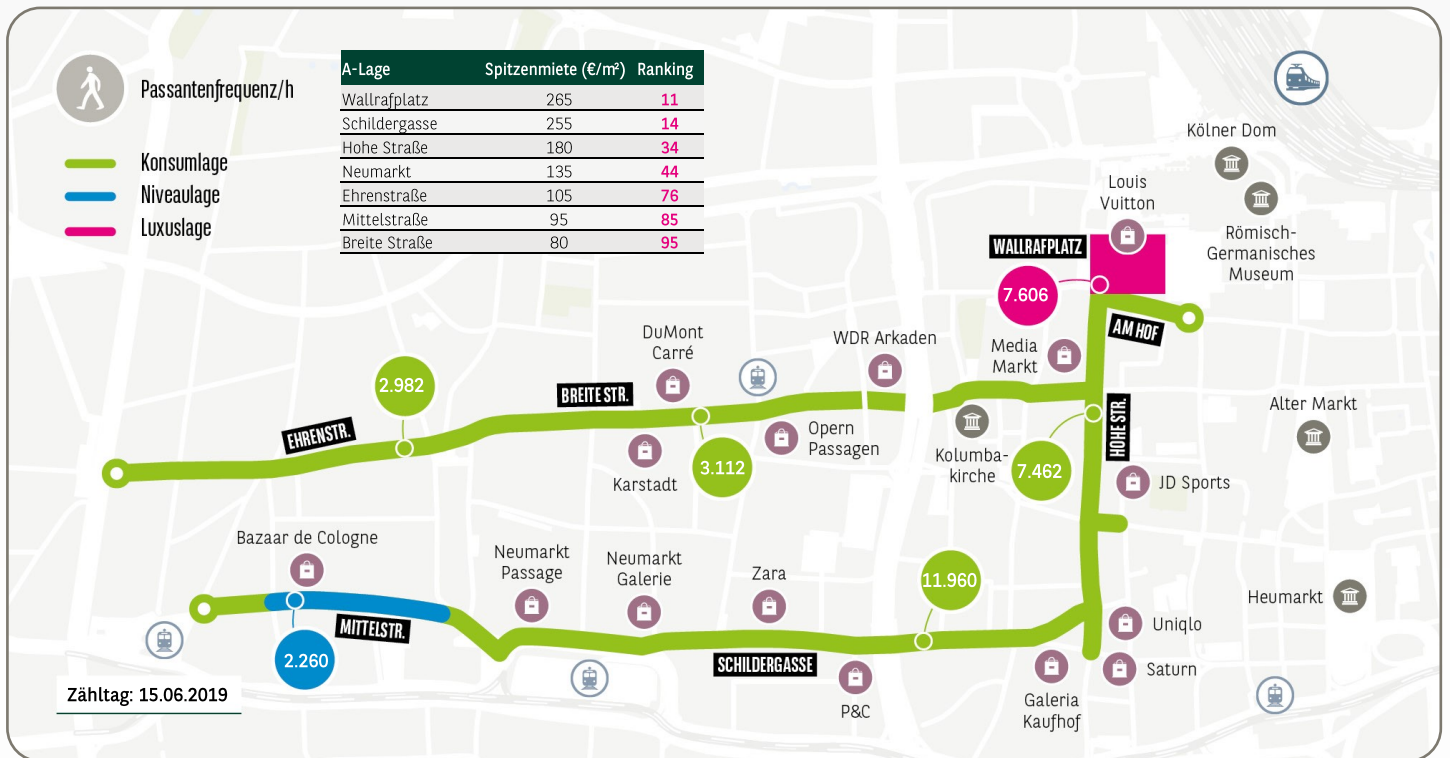 Passantenfrequenz/h
Konsumlage
Niveaulage
Luxuslage
A-Lage Spitzenmiete (€/m²) Ranking
Wallrafplatz 265 11
Schildergasse 255 14
Hohe Straße 180 34
Neumarkt 135 44
Ehrenstraße 105 76
Mittelstraße 95 85
Breite Straße 80 95
Kölner Dom
Louis
Vuitton
Römisch-
Germanisches
Museum
WALLRAFPLATZ
7.606
AM HOF
Media
Markt
WDR Arkaden
DuMont
Carré
2.982
BREITE STR.
EHRENSTR.
Opern
Passagen
3.112
Karstadt
Kolumba-
kirche
7.462
HOHE STR.
Alter Markt
JD Sports
Bazaar de Cologne
Neumarkt
Passage
Neumarkt
Galerie
Zara
11.960
Heumarkt
Uniqlo
MITTELSTR.
2.260
SCHILDERGASSE
Saturn
P&C
Galeria
Kaufhof
Zähltag: 15.06.2019